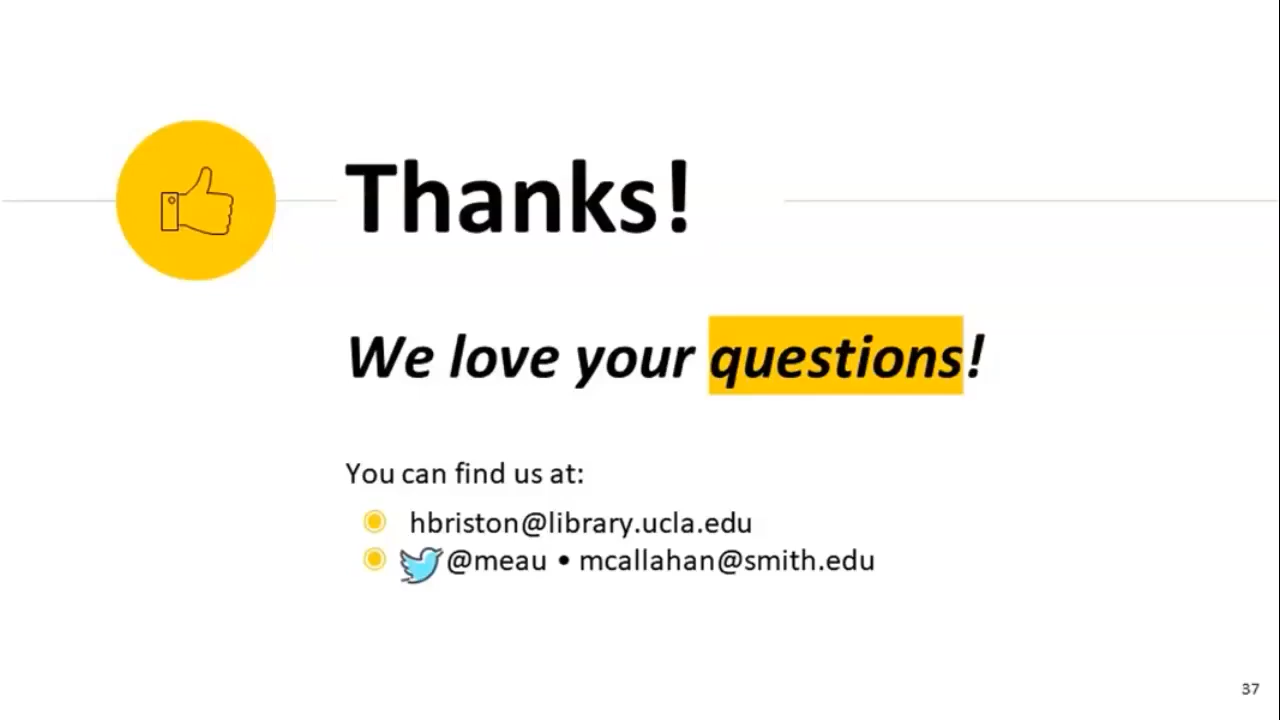 Thanks!
We love your questions!
You can find us at:
hbriston@library.ucla.edu
@meau • mcallahan@smith.edu
37